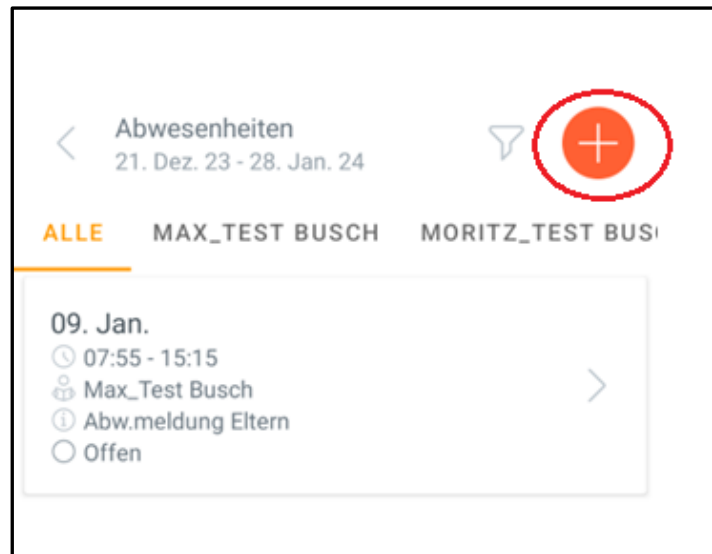 Abwesenheiten
21. Dez. 23 - 28. Jan. 24
ALLE MAX_TEST BUSCH MORITZ_TEST BUS
09. Jan.
07:55 - 15:15
Max_Test Busch
Abw.meldung Eltern
Offen